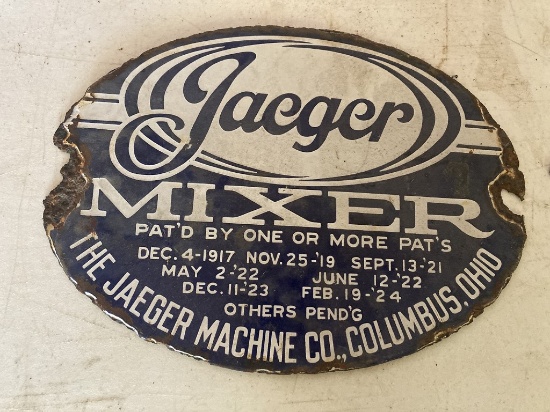 Jaeger
MIXER
PAT'D BY ONE OR MORE PAT'S
DEC. 4-1917 NOV. 25-'19 SEPT. 13-'21
MAY 2-'22 JUNE 12-'22
DEC. 11-'23 FEB. 19-'24
OTHERS PEND'G
THE JAEGER MACHINE CO., COLUMBUS, OHIO